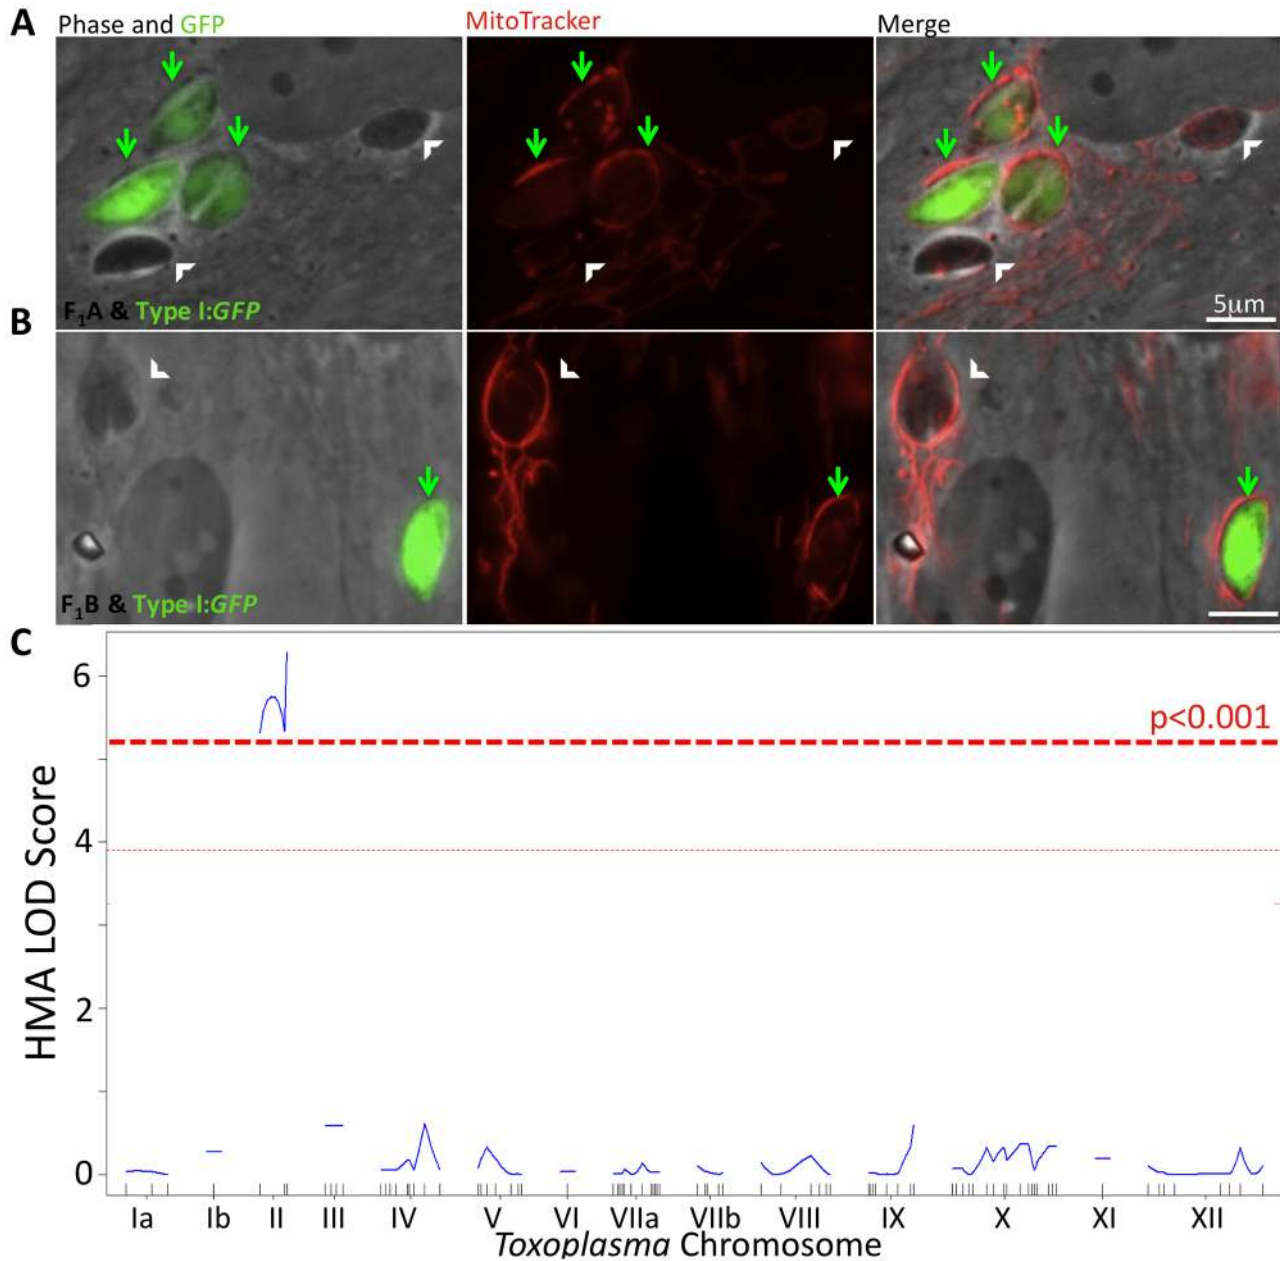 A Phase and GFP MitoTracker Merge
F₁A & Type I:GFP 5μm
B
F₁B & Type I:GFP
C
6
p<0.001
4
2
0
HMA LOD Score
Ia Ib II III IV V VI VIIa VIIb VIII IX X XI XII
Toxoplasma Chromosome